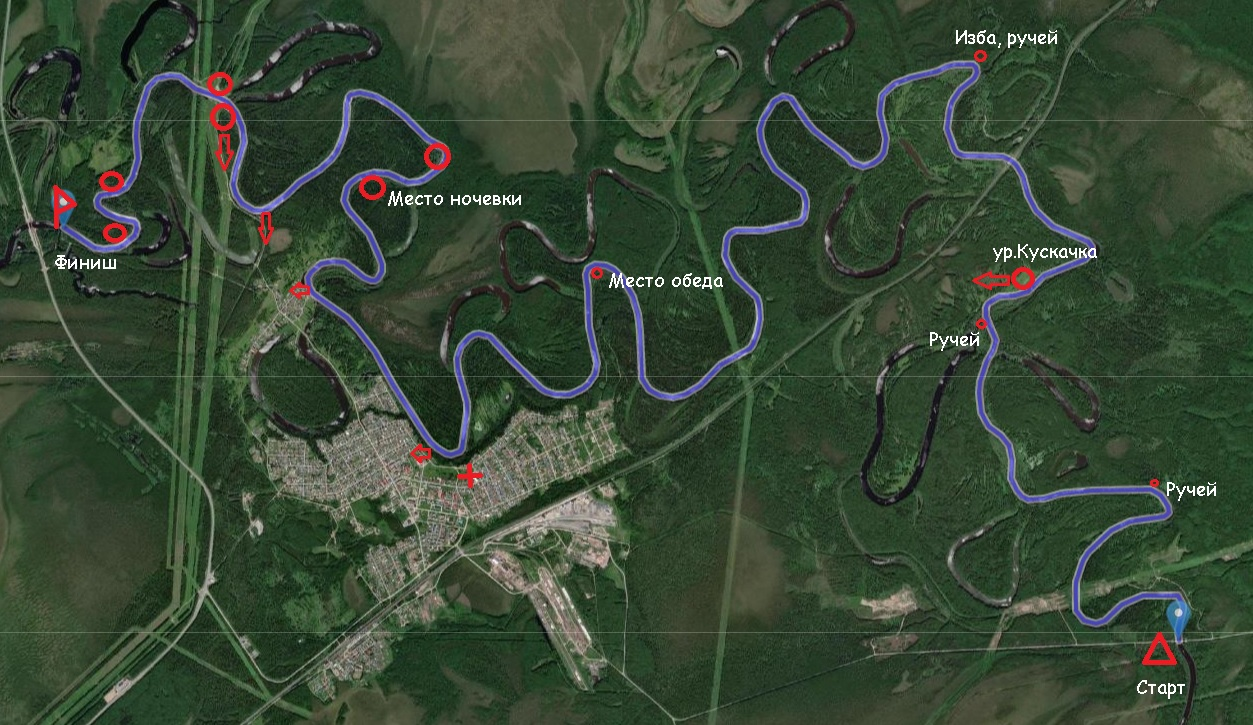 Изба, ручей
Место ночевки
ур.Кускачка
Финиш
Место обеда
Ручей
Ручей
Старт